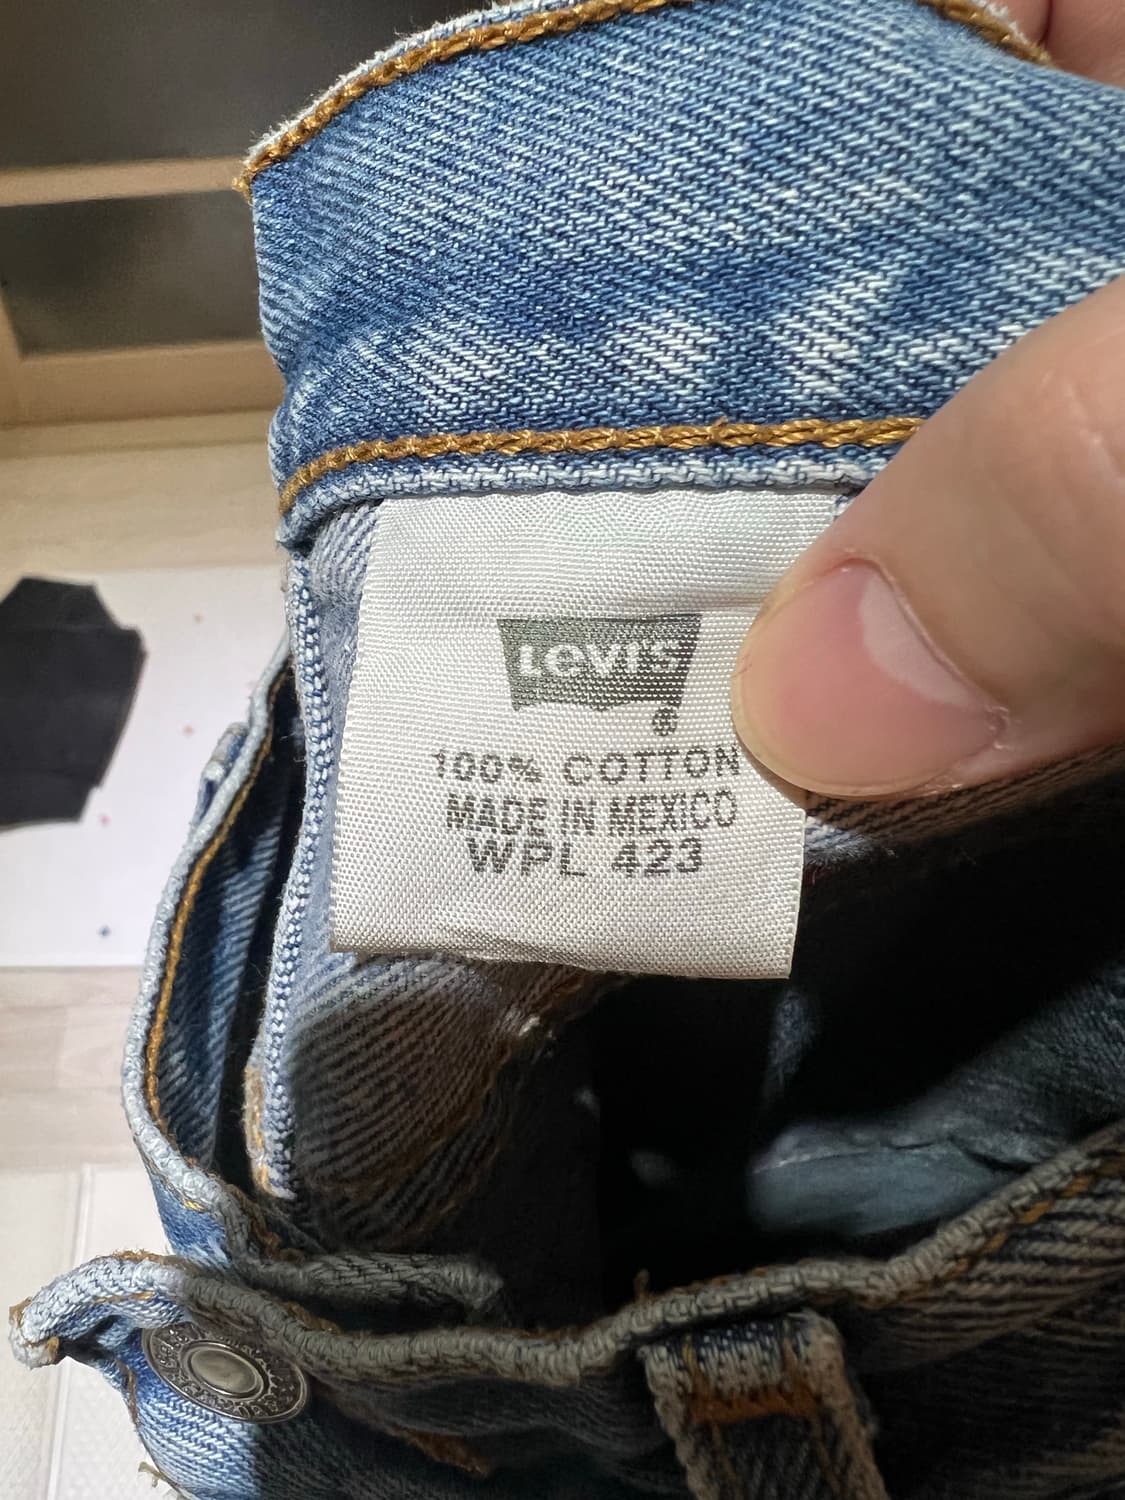 Levi's
®
100% COTTON
MADE IN MEXICO
WPL 423